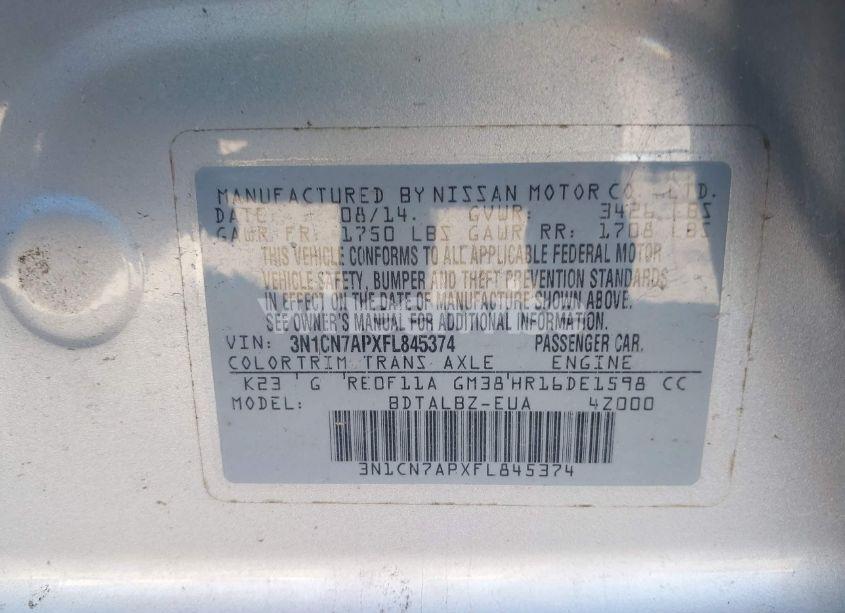 MANUFACTURED BY NISSAN MOTOR CO., LTD.
DATE: 08/14. GVWR: 3426 LBS
GAWR FR: 1750 LBS GAWR RR: 1708 LBS
THIS VEHICLE CONFORMS TO ALL APPLICABLE FEDERAL MOTOR
VEHICLE SAFETY, BUMPER AND THEFT PREVENTION STANDARDS
IN EFFECT ON THE DATE OF MANUFACTURE SHOWN ABOVE.
SEE OWNER'S MANUAL FOR ADDITIONAL INFORMATION.
VIN: 3N1CN7APXFL845374 PASSENGER CAR.
COLOR TRIM TRANS AXLE ENGINE
K23 G RE0F11A GM38 HR16DE1598 CC
MODEL: BDTALBZ-EUA 4Z000
3N1CN7APXFL845374